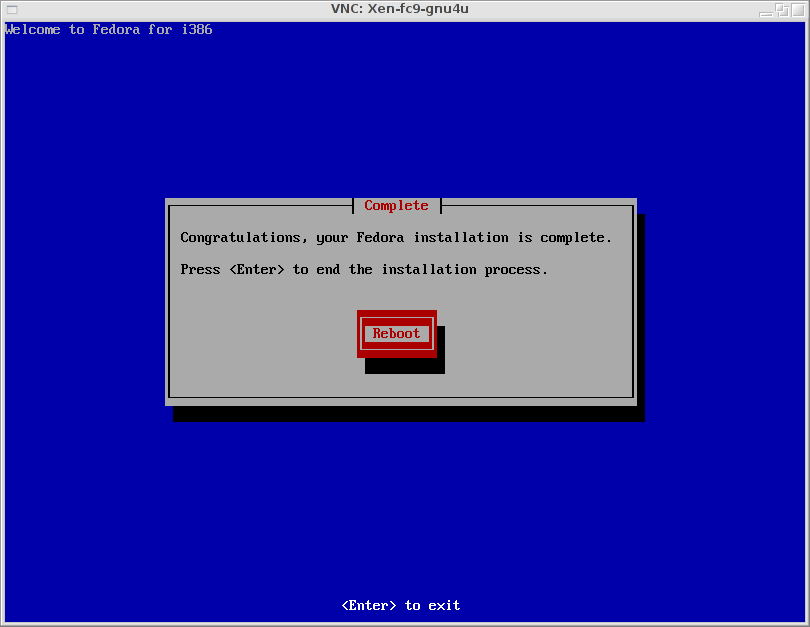 VNC: Xen-fc9-gnu4u
Welcome to Fedora for i386
Complete
Congratulations, your Fedora installation is complete.
Press <Enter> to end the installation process.
Reboot
<Enter> to exit